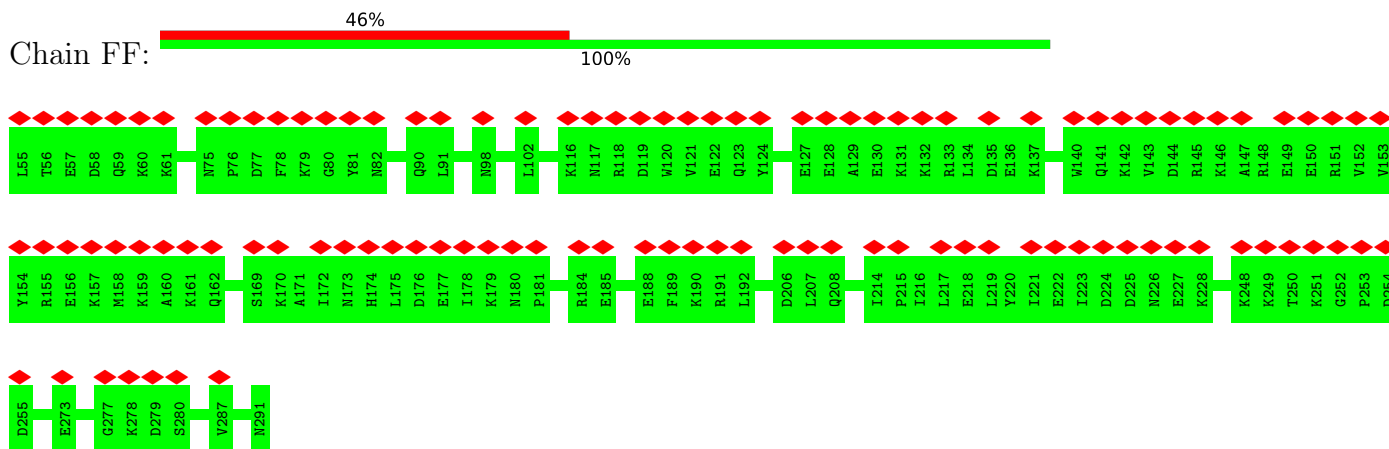 46%
Chain FF:
100%
L55 T56 E57 D58 Q59 K60 K61 N75 P76 D77 F78 K79 G80 Y81 N82 Q90 L91 N98 L102 K116 N117 R118 D119 W120 V121 E122 Q123 Y124 E127 E128 A129 E130 K131 K132 R133 L134 D135 E136 K137 W140 Q141 K142 V143 D144 R145 K146 A147 R148 E149 E150 R151 V152 V153
Y154 R155 E156 K157 M158 K159 A160 K161 Q162 S169 K170 A171 I172 N173 H174 L175 D176 E177 I178 K179 N180 P181 R184 E185 E188 F189 K190 R191 L192 D206 L207 Q208 I214 P215 I216 L217 E218 L219 Y220 I221 E222 I223 D224 D225 N226 E227 K228 K248 K249 T250 K251 G252 P253
D255 E273 G277 K278 D279 S280 V287 N291